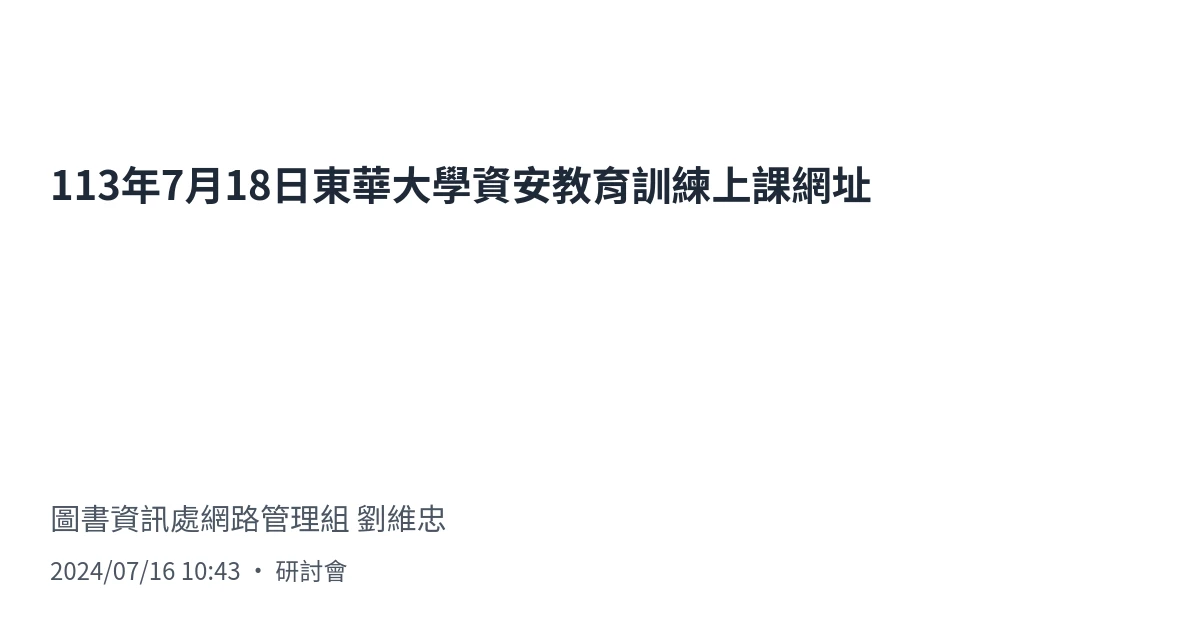 113年7月18日東華大學資安教育訓練上課網址
圖書資訊處網路管理組 劉維忠
2024/07/16 10:43 • 研討會